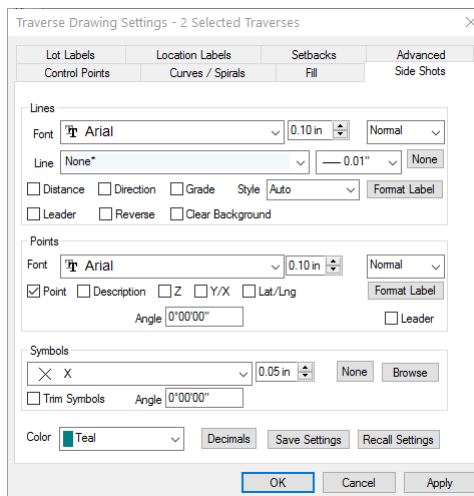 Traverse Drawing Settings - 2 Selected Traverses
Lot Labels Location Labels Setbacks Advanced
Control Points Curves / Spirals Fill Side Shots
Lines
Font Arial 0.10 in Normal
Line None* 0.01" None
Distance Direction Grade Style Auto Format Label
Leader Reverse Clear Background
Points
Font Arial 0.10 in Normal
Point Description Z Y/X Lat/Lng Format Label
Angle 0°00'00" Leader
Symbols
X 0.05 in None Browse
Trim Symbols Angle 0°00'00"
Color Teal Decimals Save Settings Recall Settings
OK Cancel Apply